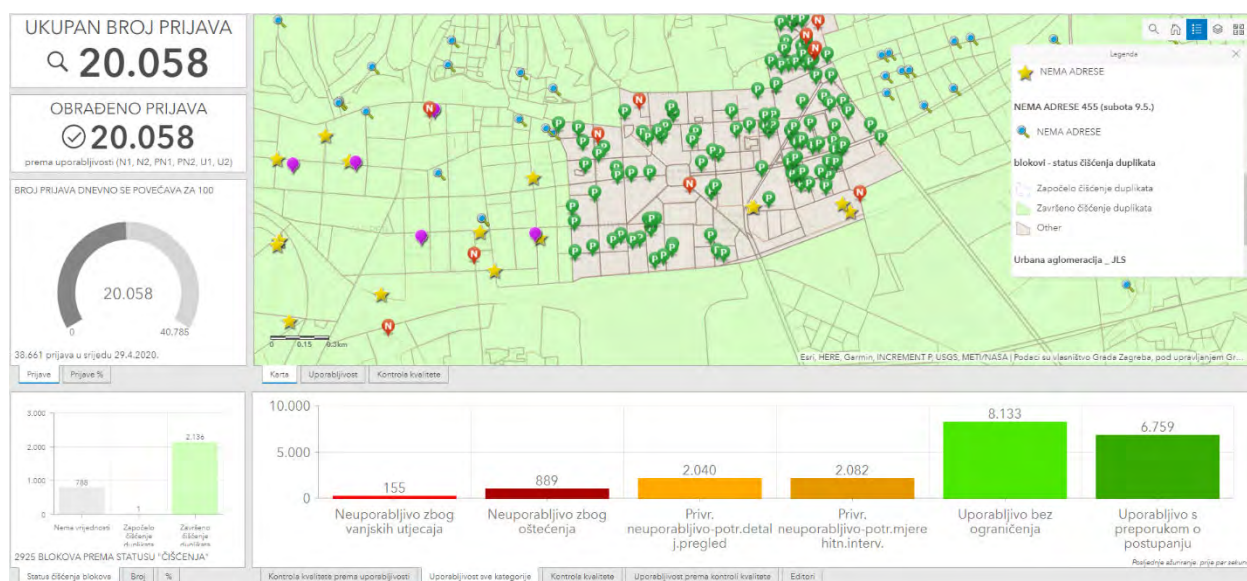 UKUPAN BROJ PRIJAVA
20.058
OBRAĐENO PRIJAVA
20.058
prema uporabljivosti (N1, N2, PN1, PN2, U1, U2)
BROJ PRIJAVA DNEVNO SE POVEĆAVA ZA 100
20.058
0
40.785
38.661 prijava u srijedu 29.4.2020.
Prijave
Prijave %
Legenda
NEMA ADRESE
NEMA ADRESE 455 (subota 9.5.)
NEMA ADRESE
blokovi - status čišćenja duplikata
Započelo čišćenje duplikata
Završeno čišćenje duplikata
Other
Urbana aglomeracija _ JLS
0
0.15
0.3km
Esri, HERE, Garmin, INCREMENT P, USGS, METI/NASA | Podaci su vlasništvo Grada Zagreba, pod upravljanjem Gr...
Karta
Uporabljivost
Kontrola kvalitete
3.000
2.000
1.000
0
788
1
2.136
Nema vrijednosti
Započelo
čišćenje
duplikata
Završeno
čišćenje
duplikata
2925 BLOKOVA PREMA STATUSU "ČIŠĆENJA"
Status čišćenja blokova
Broj
%
10.000
5.000
0
155
889
2.040
2.082
8.133
6.759
Neuporabljivo zbog
vanjskih utjecaja
Neuporabljivo zbog
oštećenja
Privr.
neuporabljivo-potr.detal
j.pregled
Privr.
neuporabljivo-potr.mjere
hitn.interv.
Uporabljivo bez
ograničenja
Uporabljivo s
preporukom o
postupanju
Posljednje ažuriranje: prije par sekundi
Kontrola kvalitete prema uporabljivosti
Uporabljivost sve kategorije
Kontrola kvalitete
Uporabljivost prema kontroli kvalitete
Editori